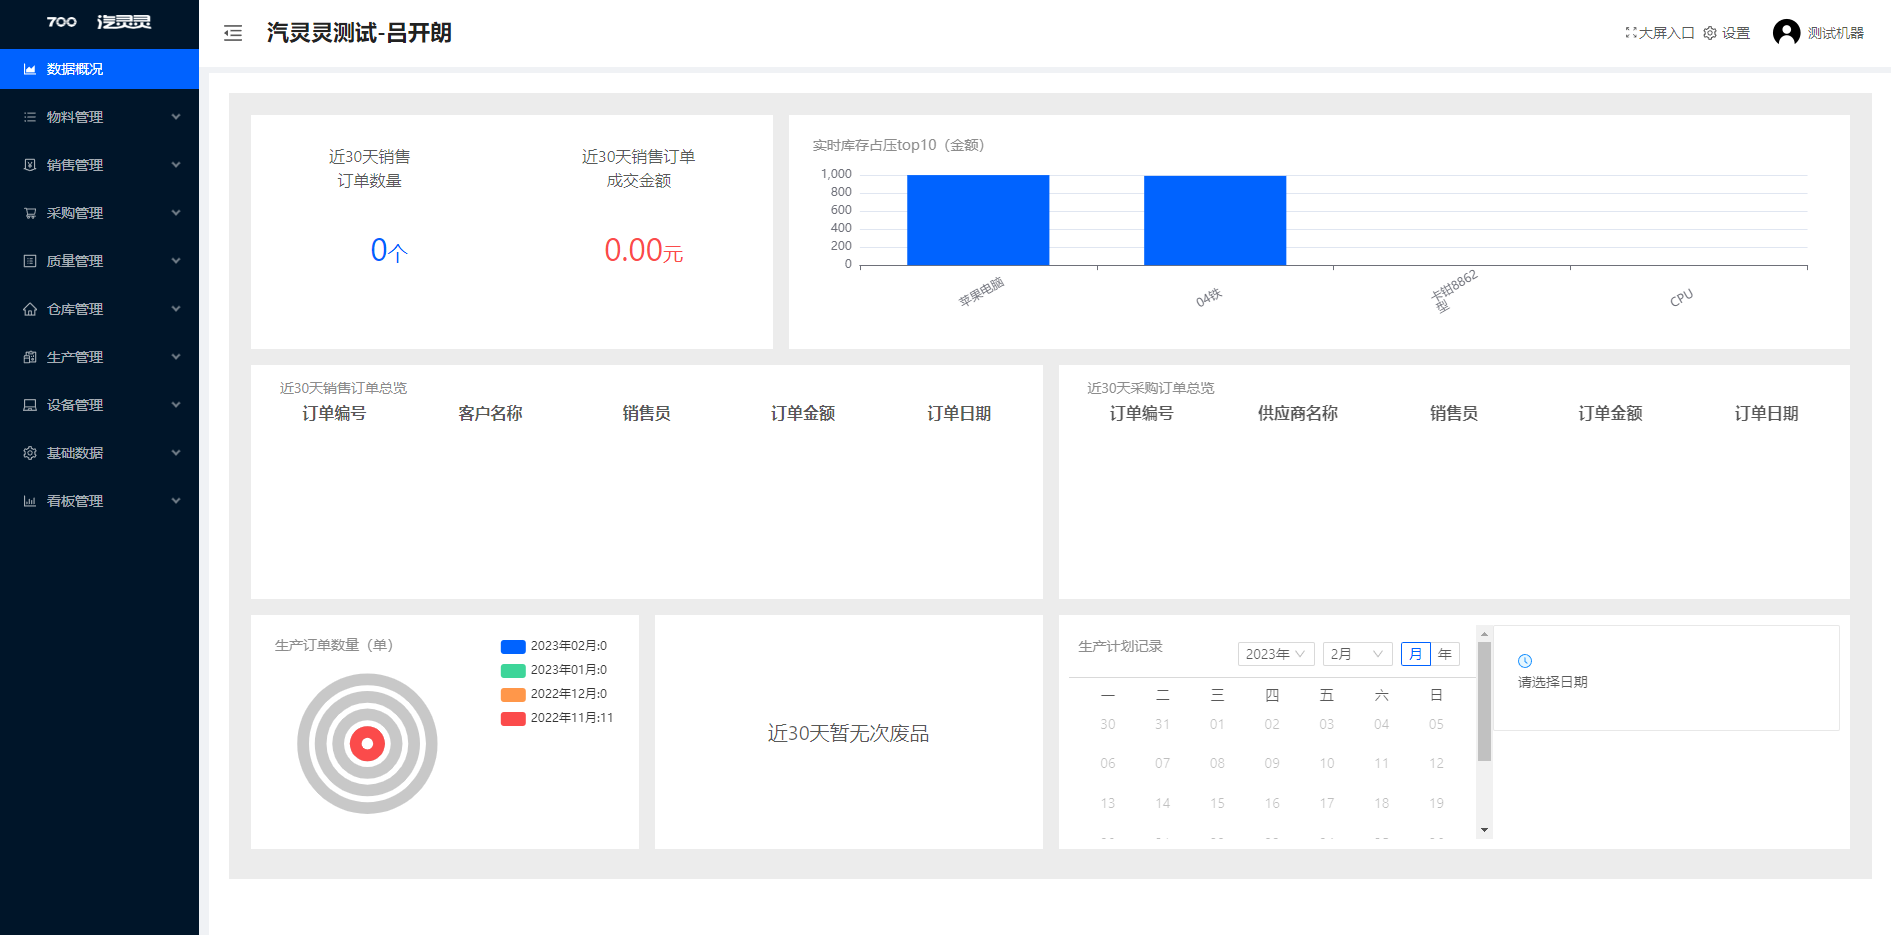 700 汽灵灵
数据概况
物料管理
销售管理
采购管理
质量管理
仓库管理
生产管理
设备管理
基础数据
看板管理
汽灵灵测试-吕开朗
大屏入口 设置 测试机器
近30天销售
订单数量
0个
近30天销售订单
成交金额
0.00元
实时库存占压top10（金额）
1,000
800
600
400
200
0
苹果电脑
04铁
卡钳8862
型
CPU
近30天销售订单总览
订单编号 客户名称 销售员 订单金额 订单日期
近30天采购订单总览
订单编号 供应商名称 销售员 订单金额 订单日期
生产订单数量（单）
2023年02月:0
2023年01月:0
2022年12月:0
2022年11月:11
近30天暂无次废品
生产计划记录
2023年 2月 月 年
一 二 三 四 五 六 日
30 31 01 02 03 04 05
06 07 08 09 10 11 12
13 14 15 16 17 18 19
请选择日期